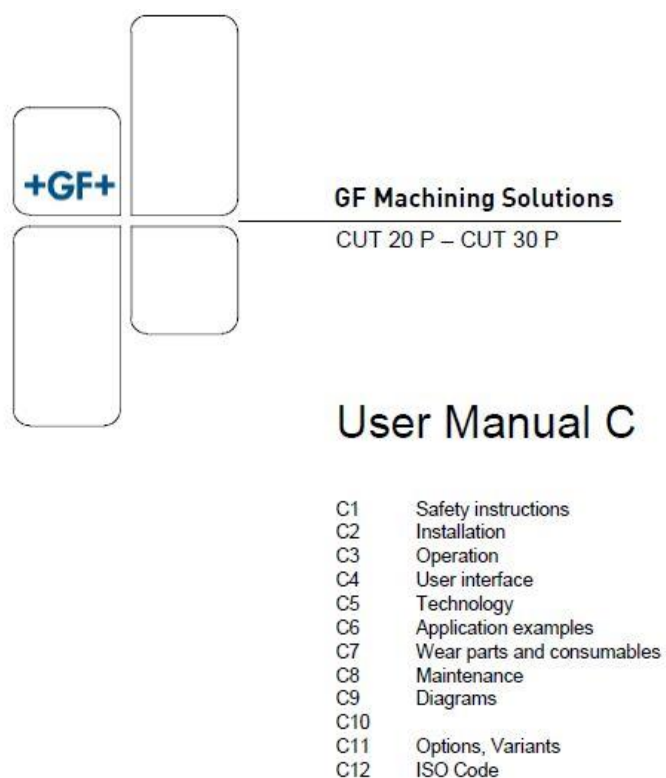 +GF+
GF Machining Solutions
CUT 20 P – CUT 30 P
User Manual C
C1 Safety instructions
C2 Installation
C3 Operation
C4 User interface
C5 Technology
C6 Application examples
C7 Wear parts and consumables
C8 Maintenance
C9 Diagrams
C10
C11 Options, Variants
C12 ISO Code